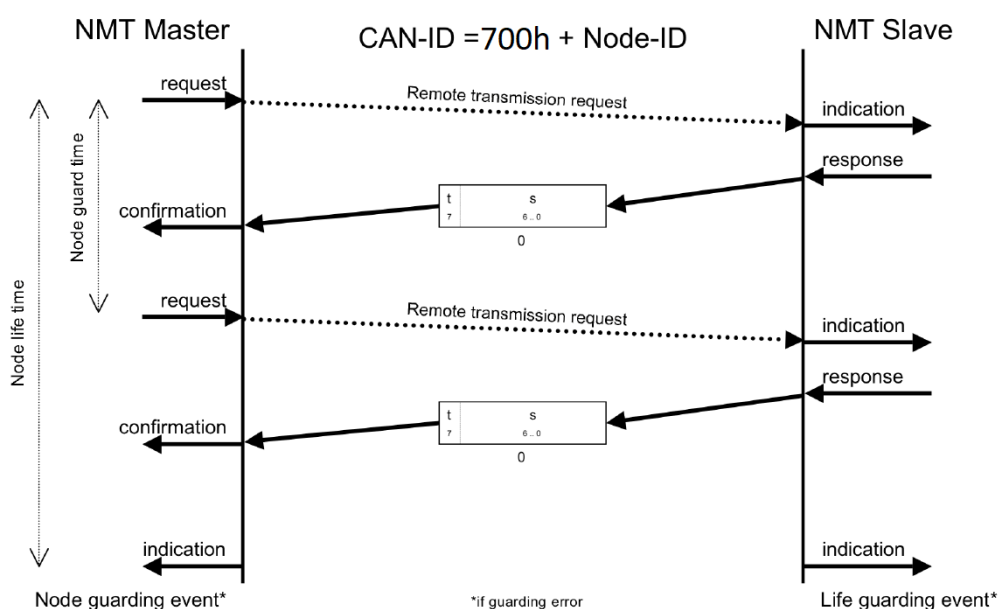 NMT Master
CAN-ID =700h + Node-ID
NMT Slave
request
Remote transmission request
indication
response
t
s
7
6 .. 0
confirmation
0
Node guard time
Node life time
request
Remote transmission request
indication
response
t
s
7
6 .. 0
confirmation
0
indication
indication
Node guarding event*
*if guarding error
Life guarding event*